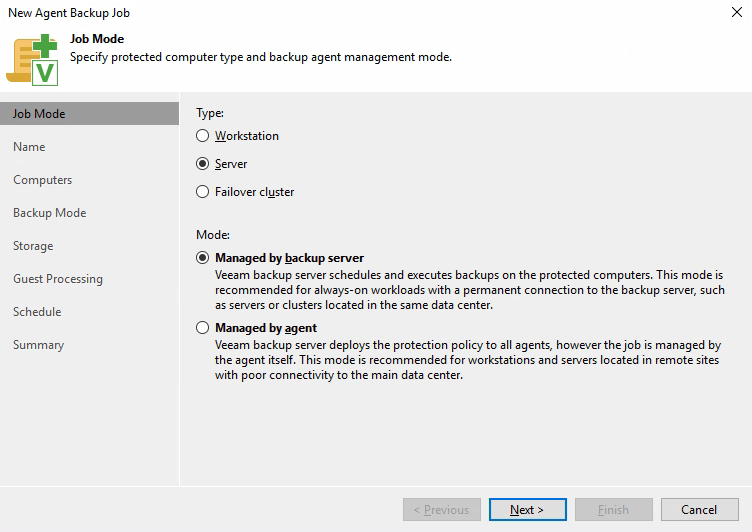 New Agent Backup Job
Job Mode
Specify protected computer type and backup agent management mode.
V
Job Mode
Name
Computers
Backup Mode
Storage
Guest Processing
Schedule
Summary
Type:
Workstation
Server
Failover cluster
Mode:
Managed by backup server
Veeam backup server schedules and executes backups on the protected computers. This mode is
recommended for always-on workloads with a permanent connection to the backup server, such
as servers or clusters located in the same data center.
Managed by agent
Veeam backup server deploys the protection policy to all agents, however the job is managed by
the agent itself. This mode is recommended for workstations and servers located in remote sites
with poor connectivity to the main data center.
< Previous
Next >
Finish
Cancel